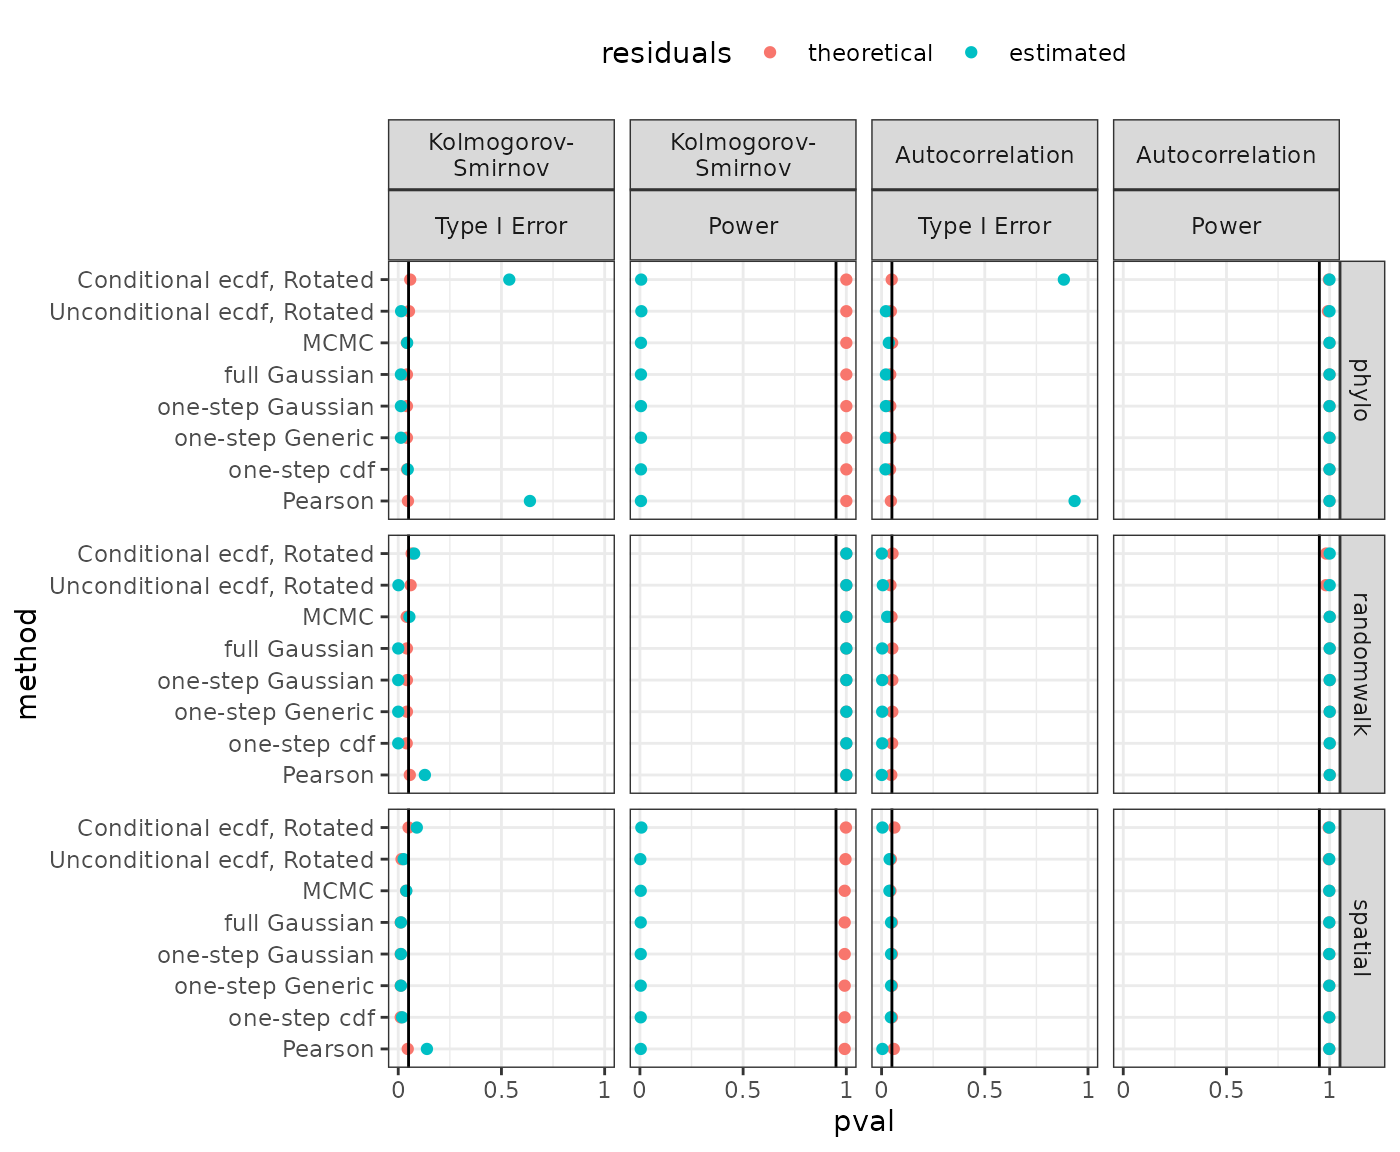 residuals theoretical estimated
Kolmogorov-
Smirnov
Kolmogorov-
Smirnov
Autocorrelation
Autocorrelation
Type I Error
Power
Type I Error
Power
Conditional ecdf, Rotated
Unconditional ecdf, Rotated
MCMC
full Gaussian
one-step Gaussian
one-step Generic
one-step cdf
Pearson
phylo
Conditional ecdf, Rotated
Unconditional ecdf, Rotated
MCMC
full Gaussian
one-step Gaussian
one-step Generic
one-step cdf
Pearson
randomwalk
Conditional ecdf, Rotated
Unconditional ecdf, Rotated
MCMC
full Gaussian
one-step Gaussian
one-step Generic
one-step cdf
Pearson
spatial
method
0 0.5 1
0 0.5 1
0 0.5 1
0 0.5 1
pval